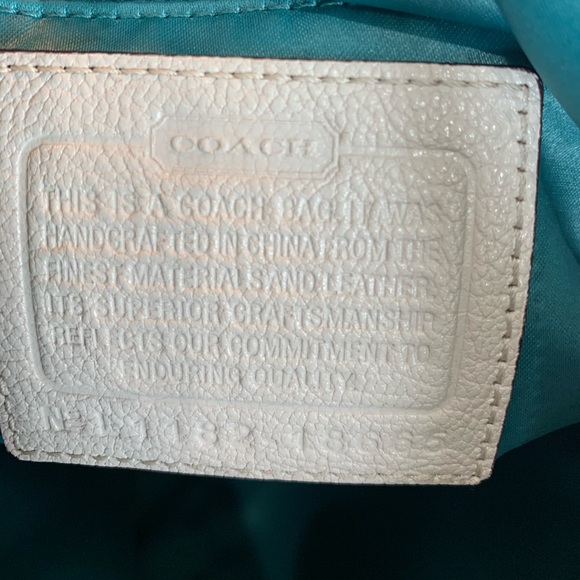 COACH
THIS IS A COACH BAG. IT WAS
HANDCRAFTED IN CHINA FROM THE
FINEST MATERIALS AND LEATHER.
ITS SUPERIOR CRAFTSMANSHIP
REFLECTS OUR COMMITMENT TO
ENDURING QUALITY.
Nº